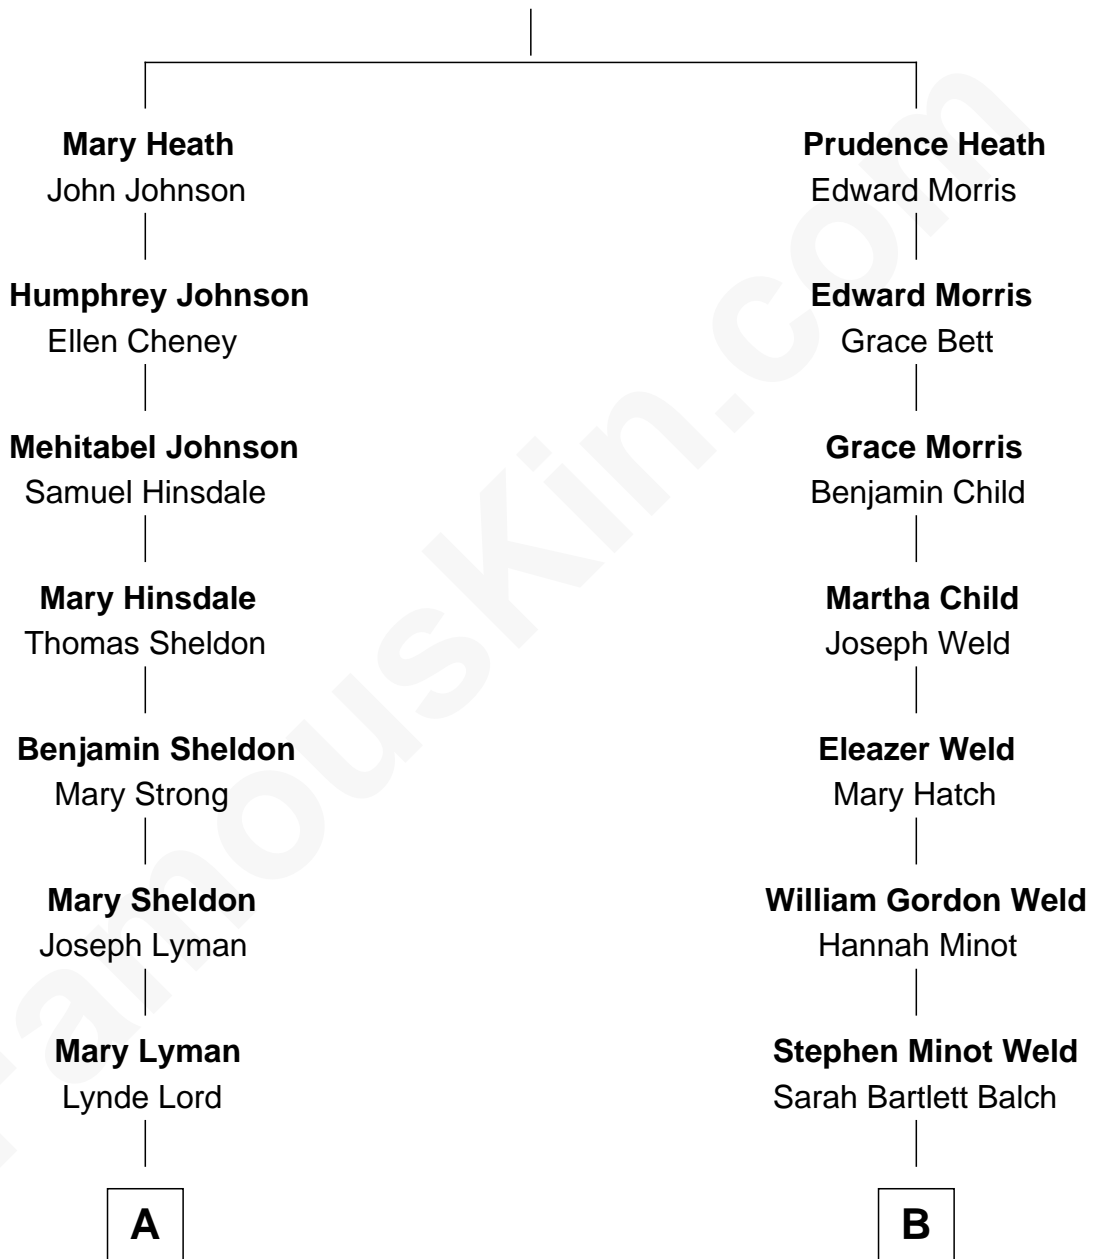 Mary Heath
John Johnson
Humphrey Johnson
Ellen Cheney
Mehitabel Johnson
Samuel Hinsdale
Mary Hinsdale
Thomas Sheldon
Benjamin Sheldon
Mary Strong
Mary Sheldon
Joseph Lyman
Mary Lyman
Lynde Lord
A
Prudence Heath
Edward Morris
Edward Morris
Grace Bett
Grace Morris
Benjamin Child
Martha Child
Joseph Weld
Eleazer Weld
Mary Hatch
William Gordon Weld
Hannah Minot
Stephen Minot Weld
Sarah Bartlett Balch
B
FamousKin.com